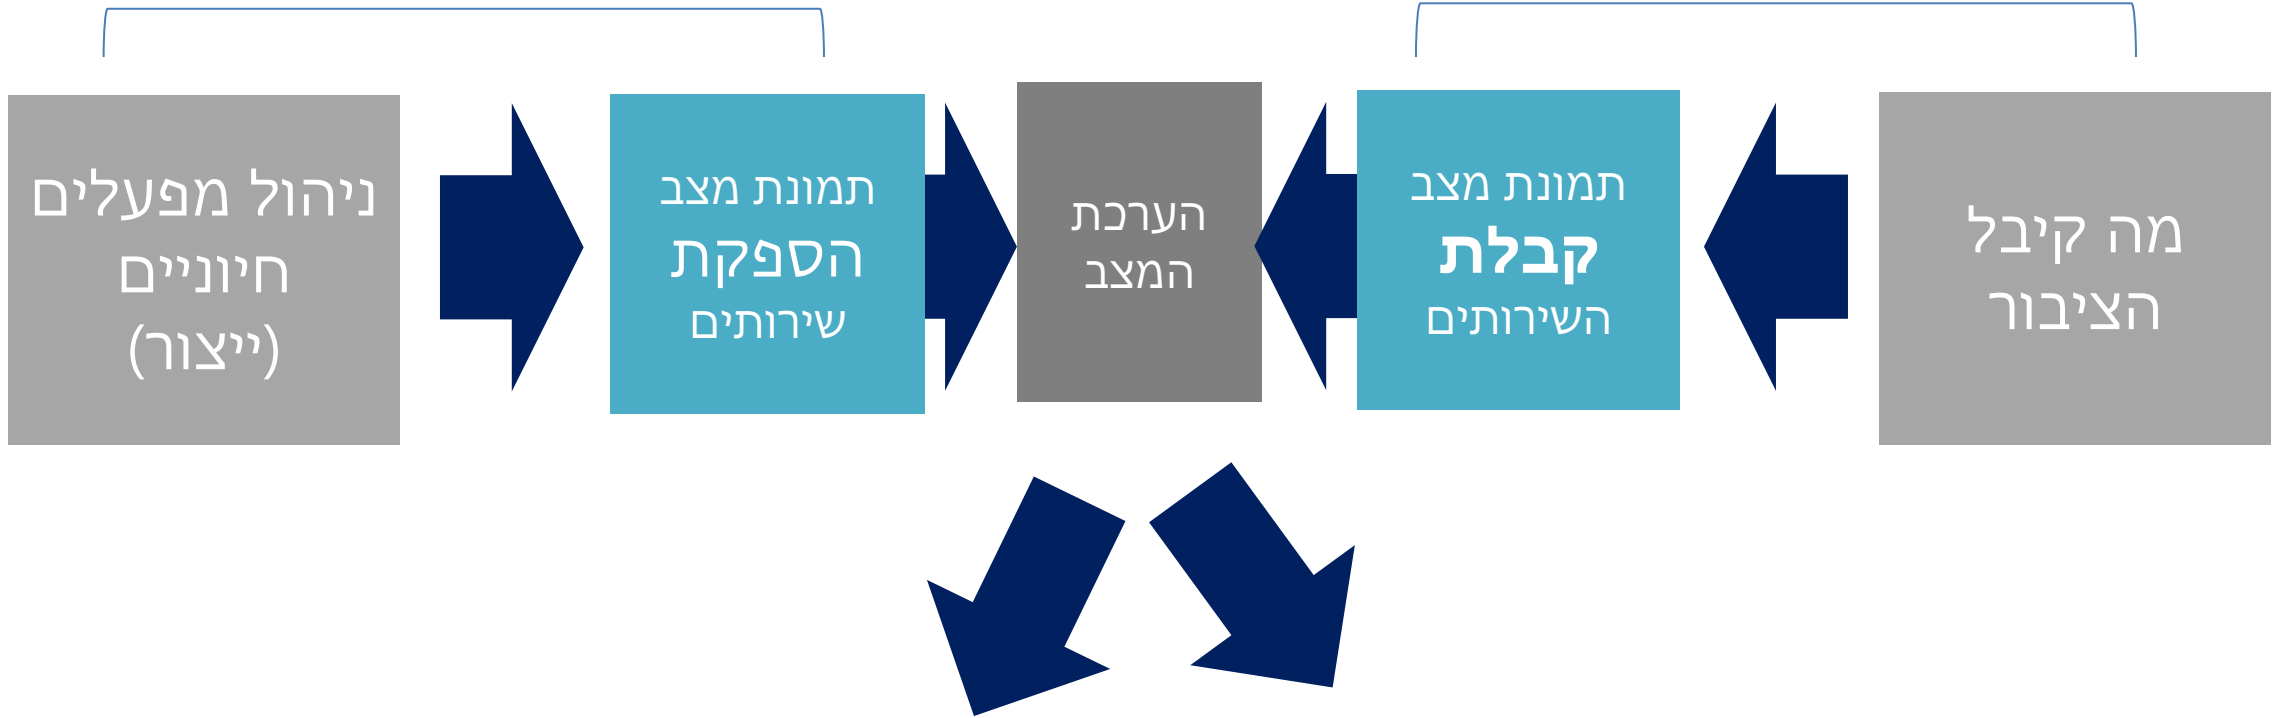 מה קיבל
הציבור
תמונת מצב
קבלת
השירותים
הערכת
המצב
תמונת מצב
הספקת
שירותים
ניהול מפעלים
חיוניים
(ייצור)